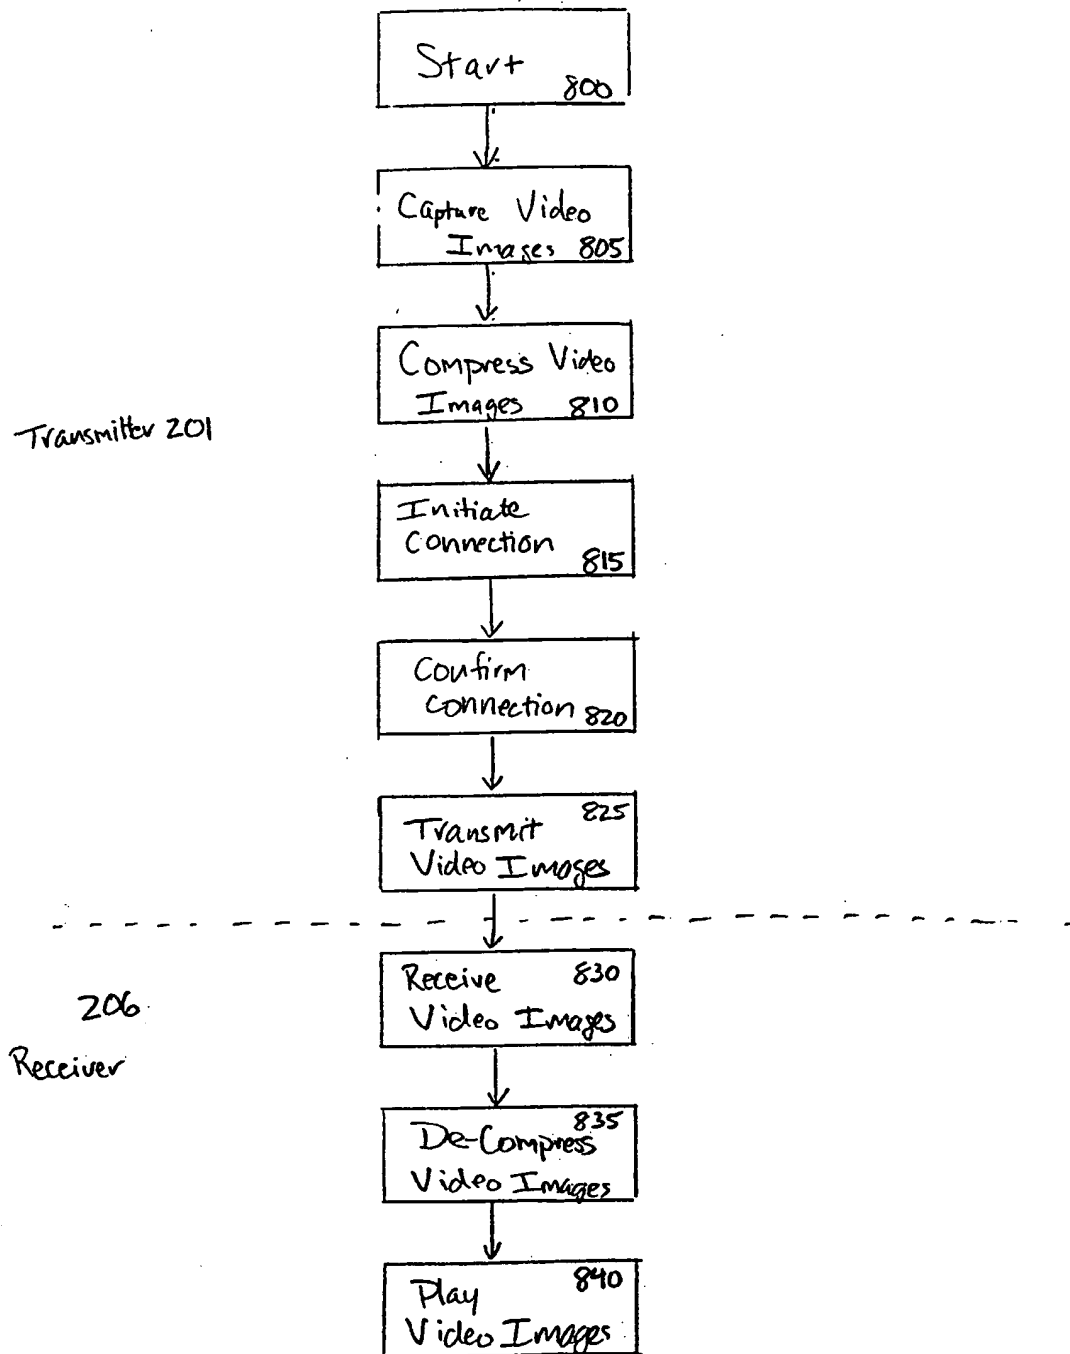 Start
800
Capture Video
Images 805
Compress Video
Images 810
Transmitter 201
Initiate
Connection
815
Confirm
Connection 820
825
Transmit
Video Images
Receive 830
Video Images
206
Receiver
835
De-Compress
Video Images
840
Play
Video Images